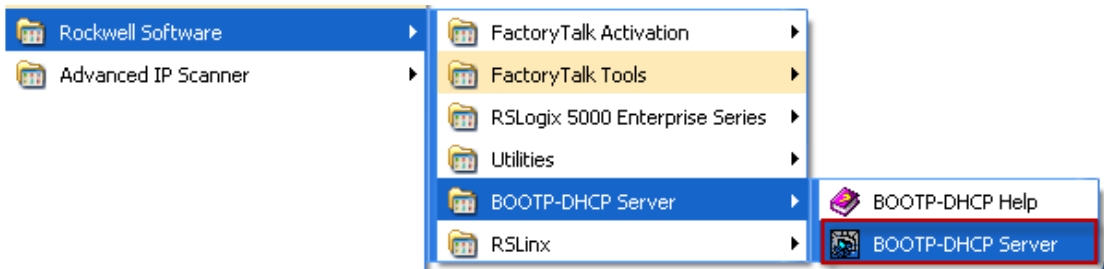 Rockwell Software
Advanced IP Scanner
FactoryTalk Activation
FactoryTalk Tools
RSLogix 5000 Enterprise Series
Utilities
BOOTP-DHCP Server
RSLinx
BOOTP-DHCP Help
BOOTP-DHCP Server